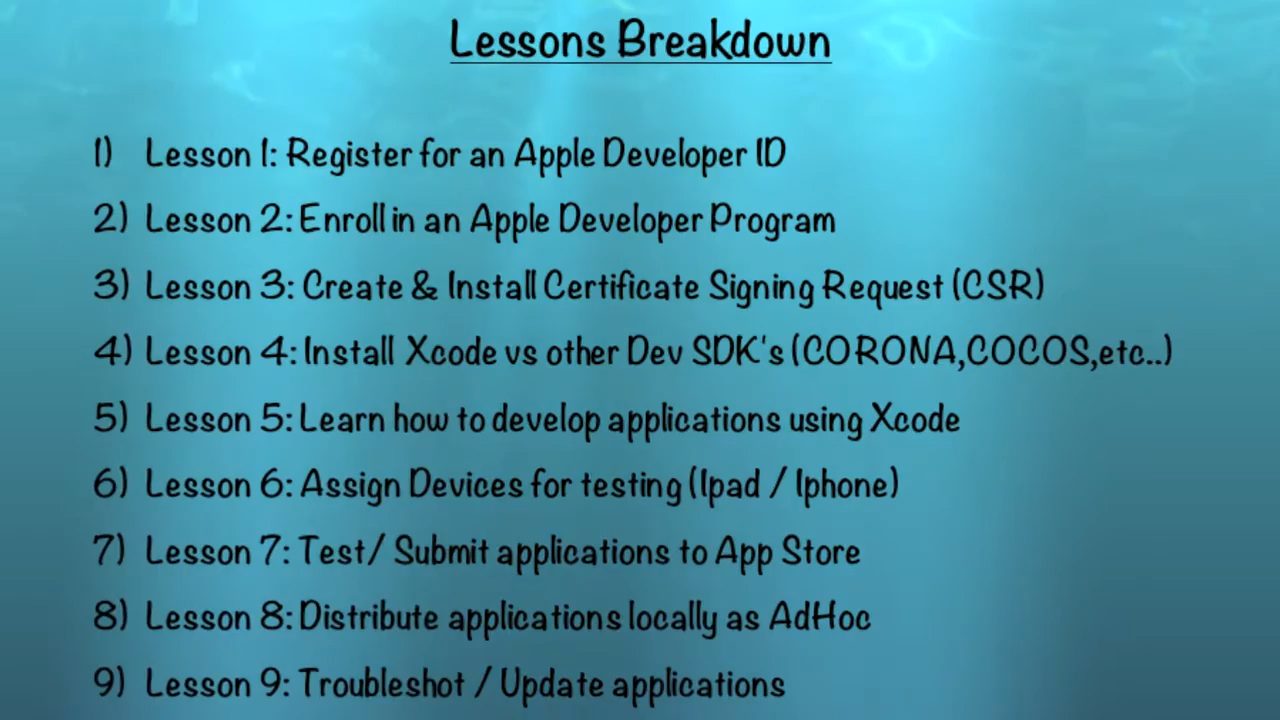 Lessons Breakdown
1) Lesson 1: Register for an Apple Developer ID
2) Lesson 2: Enroll in an Apple Developer Program
3) Lesson 3: Create & Install Certificate Signing Request (CSR)
4) Lesson 4: Install Xcode vs other Dev SDK's (CORONA,COCOS,etc..)
5) Lesson 5: Learn how to develop applications using Xcode
6) Lesson 6: Assign Devices for testing (Ipad / Iphone)
7) Lesson 7: Test/ Submit applications to App Store
8) Lesson 8: Distribute applications locally as AdHoc
9) Lesson 9: Troubleshot / Update applications